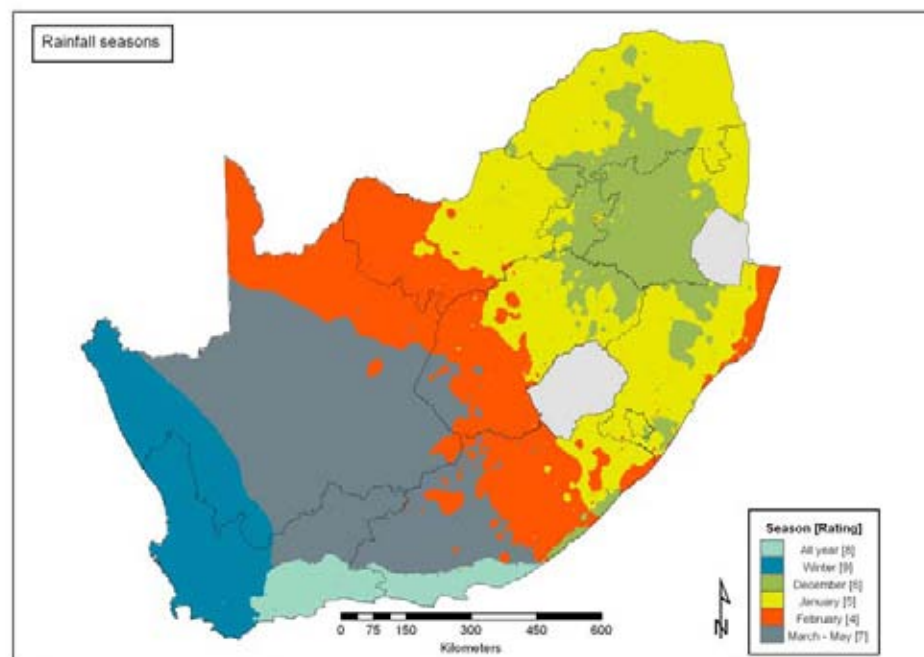 Rainfall seasons
Season [Rating]
All year [8]
Winter [9]
December [6]
January [5]
February [4]
March - May [7]
0 75 150 300 450 600
Kilometers
N